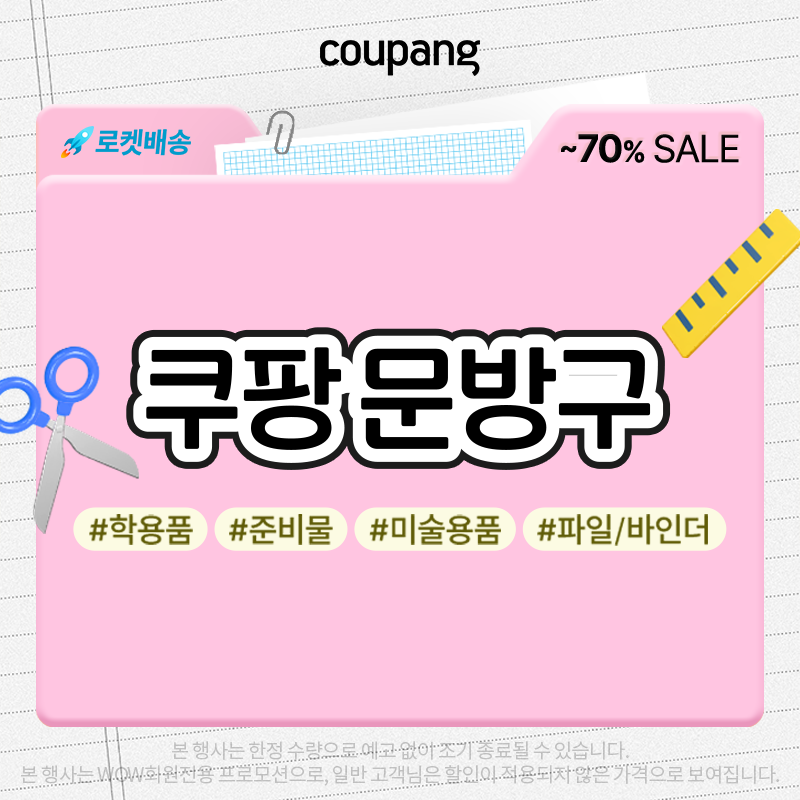 coupang
로켓배송
~70% SALE
쿠팡 문방구
#학용품 #준비물 #미술용품 #파일/바인더
본 행사는 한정 수량으로 예고 없이 조기 종료될 수 있습니다.
본 행사는 WOW회원전용 프로모션으로, 일반 고객님은 할인이 적용되지 않은 가격으로 보여집니다.